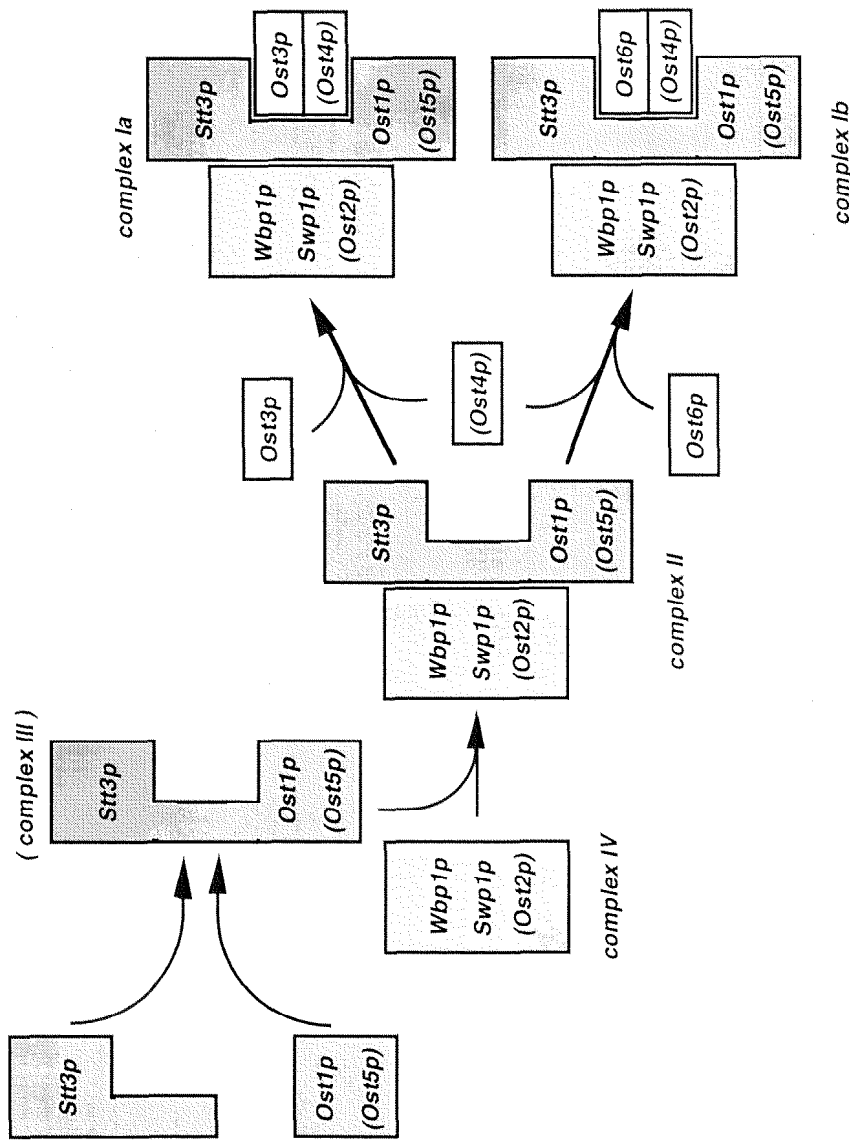 Stt3p
Ost1p
(Ost5p)
( complex III )
Stt3p
Ost1p
(Ost5p)
Wbp1p
Swp1p
(Ost2p)
complex IV
Wbp1p
Swp1p
(Ost2p)
Stt3p
Ost1p
(Ost5p)
complex II
Ost3p
(Ost4p)
Ost6p
complex Ia
Wbp1p
Swp1p
(Ost2p)
Stt3p
Ost1p
(Ost5p)
Ost3p
(Ost4p)
Wbp1p
Swp1p
(Ost2p)
Stt3p
Ost1p
(Ost5p)
Ost6p
(Ost4p)
complex Ib